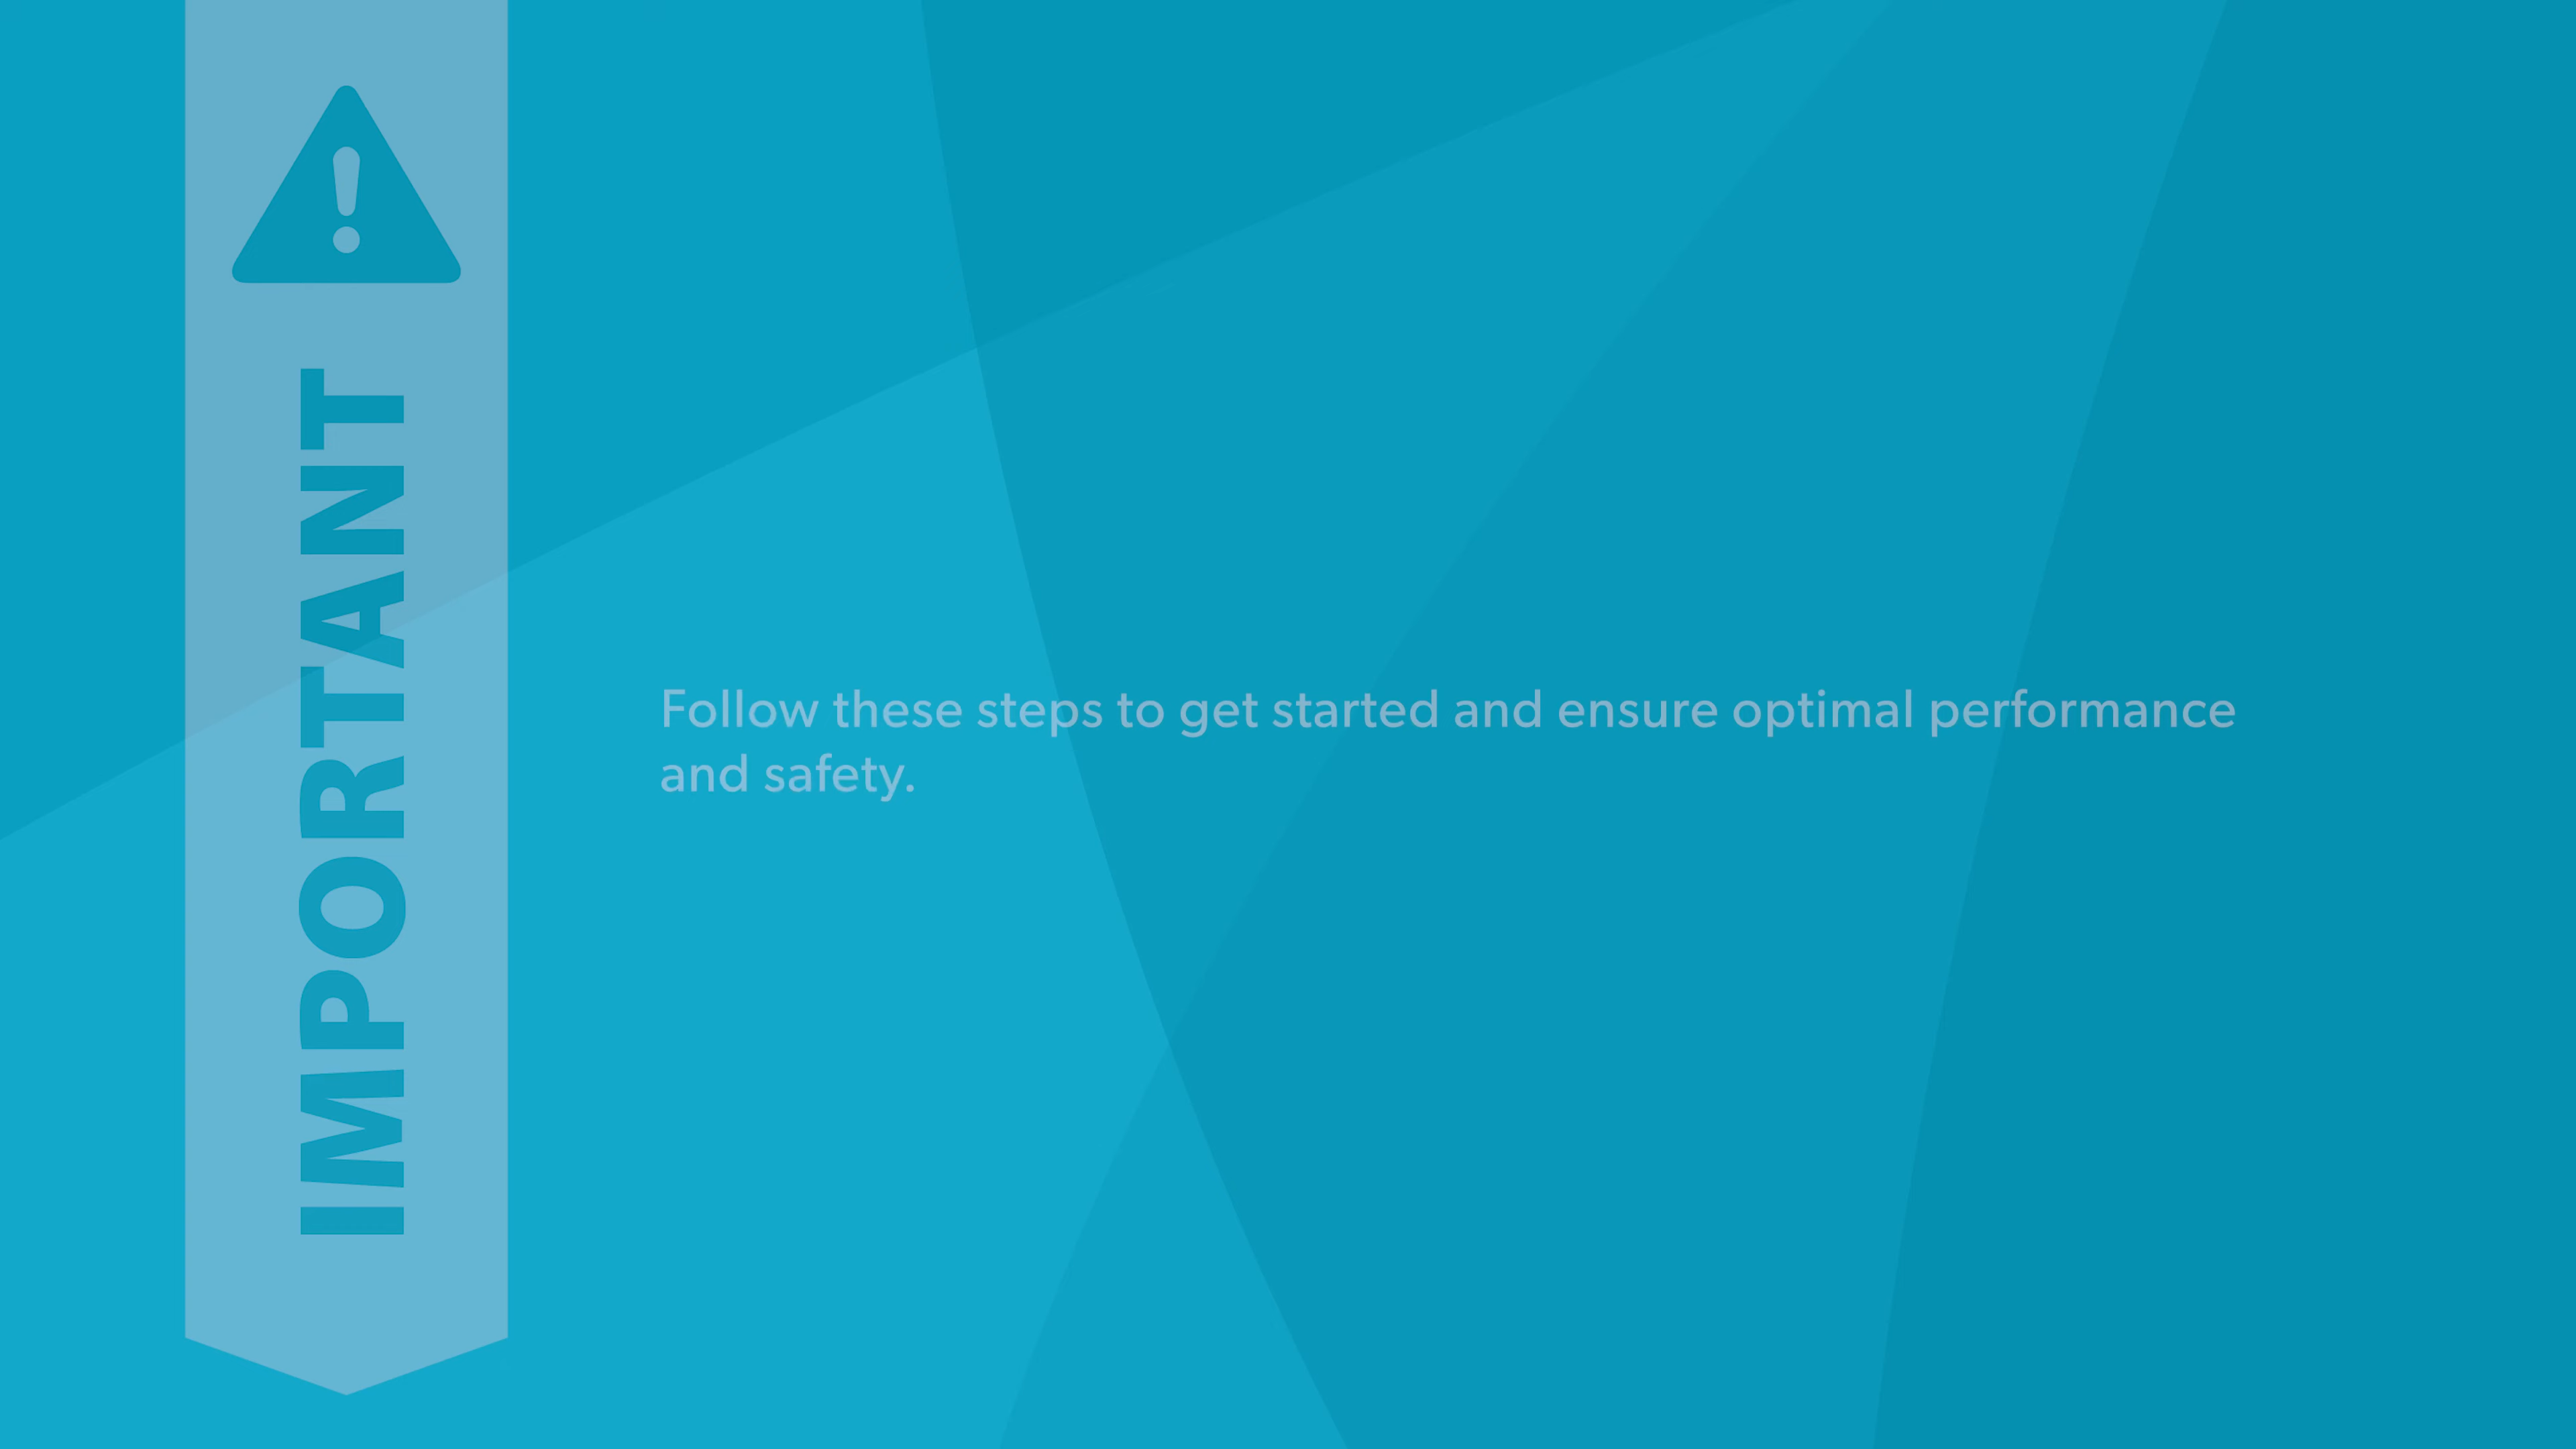 IMPORTANT
Follow these steps to get started and ensure optimal performance
and safety.